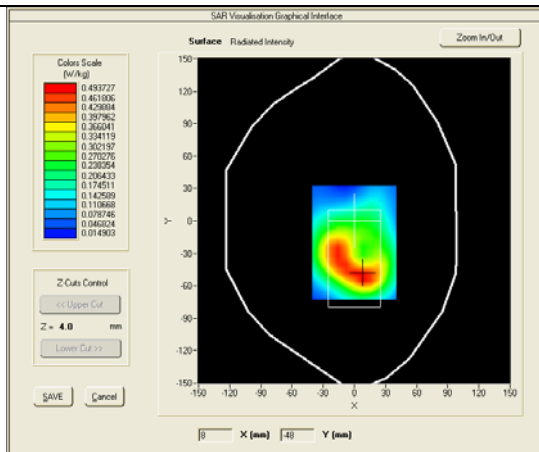 SAR Visualisation Graphical Interface
Surface Radiated Intensity
Zoom In/Out
Colors Scale
(W/kg)
0.493727
0.461806
0.429884
0.397962
0.366041
0.334119
0.302197
0.270276
0.238354
0.206433
0.174511
0.142589
0.110668
0.078746
0.046824
0.014903
Z Cuts Control
<< Upper Cut
Z = 4.0 mm
Lower Cut >>
SAVE
Cancel
150
120
90
60
30
0
-30
-60
-90
-120
-150
Y
-150 -120 -90 -60 -30 0 30 60 90 120 150
X
8 X (mm) -48 Y (mm)